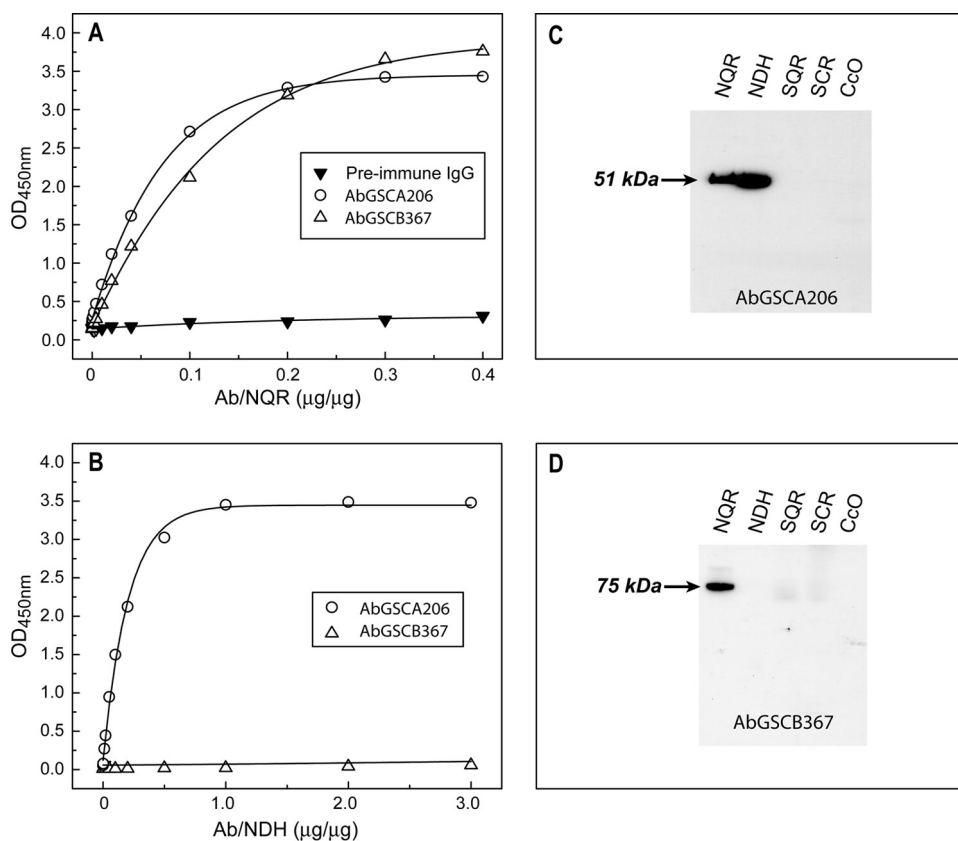 A
4.0
3.5
3.0
2.5
2.0
1.5
1.0
0.5
0.0
OD450nm
Pre-immune IgG
AbGSCA206
AbGSCB367
0
0.1
0.2
0.3
0.4
Ab/NQR (μg/μg)
C
NQR
NDH
SQR
SCR
CcO
51 kDa
AbGSCA206
B
4.0
3.5
3.0
2.5
2.0
1.5
1.0
0.5
0.0
OD450nm
AbGSCA206
AbGSCB367
0
1.0
2.0
3.0
Ab/NDH (μg/μg)
D
NQR
NDH
SQR
SCR
CcO
75 kDa
AbGSCB367